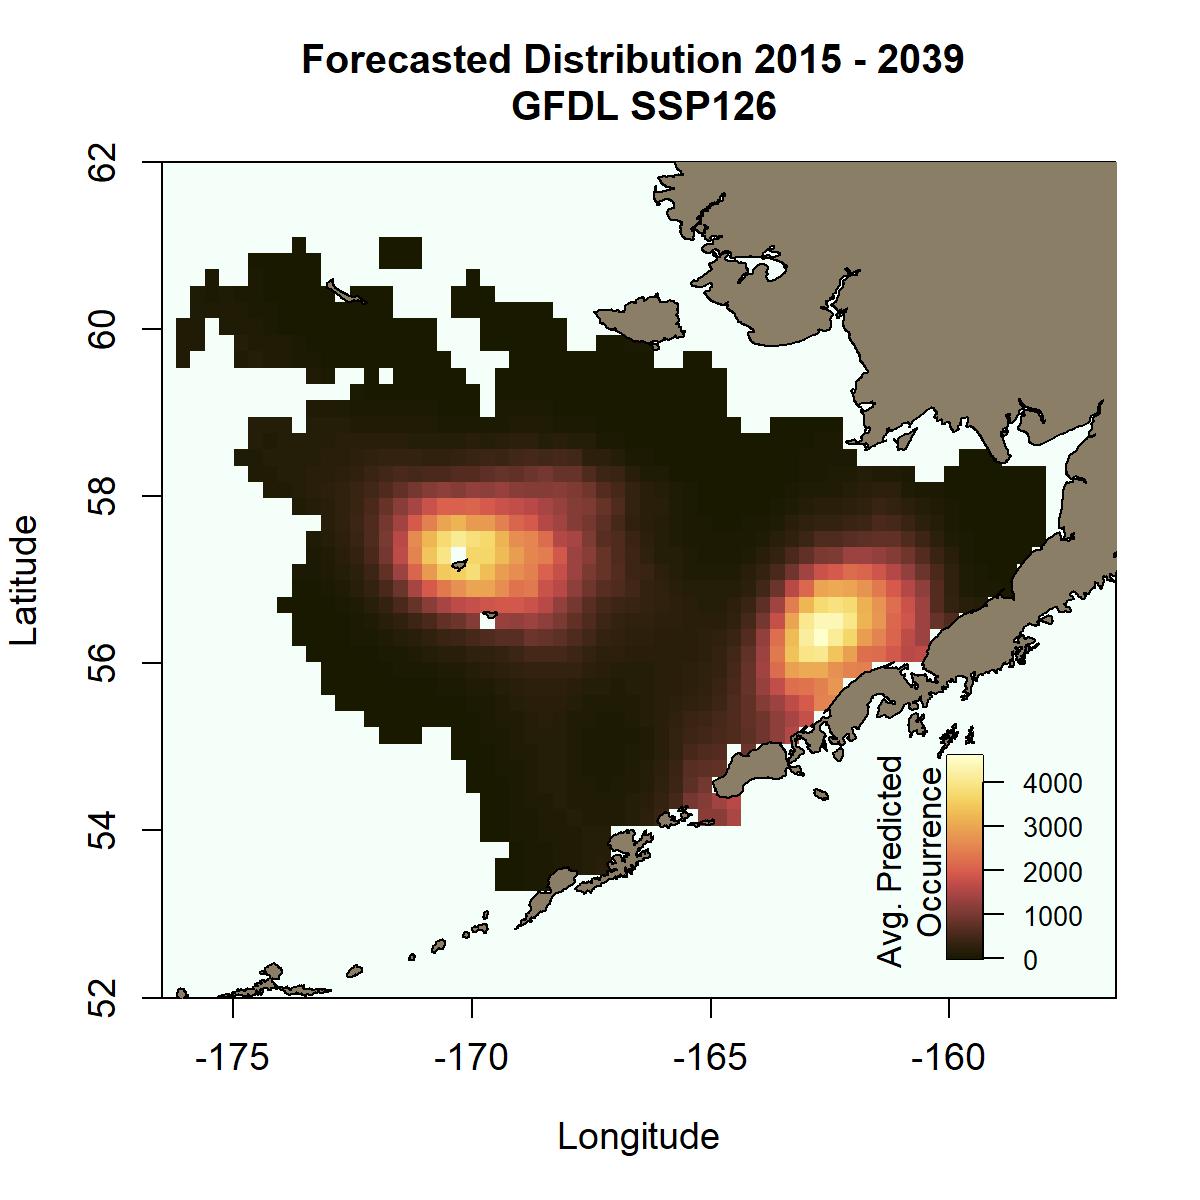 Forecasted Distribution 2015 - 2039
GFDL SSP126
62
60
58
56
54
52
Latitude
-175
-170
-165
-160
Longitude
Avg. Predicted
Occurrence
4000
3000
2000
1000
0